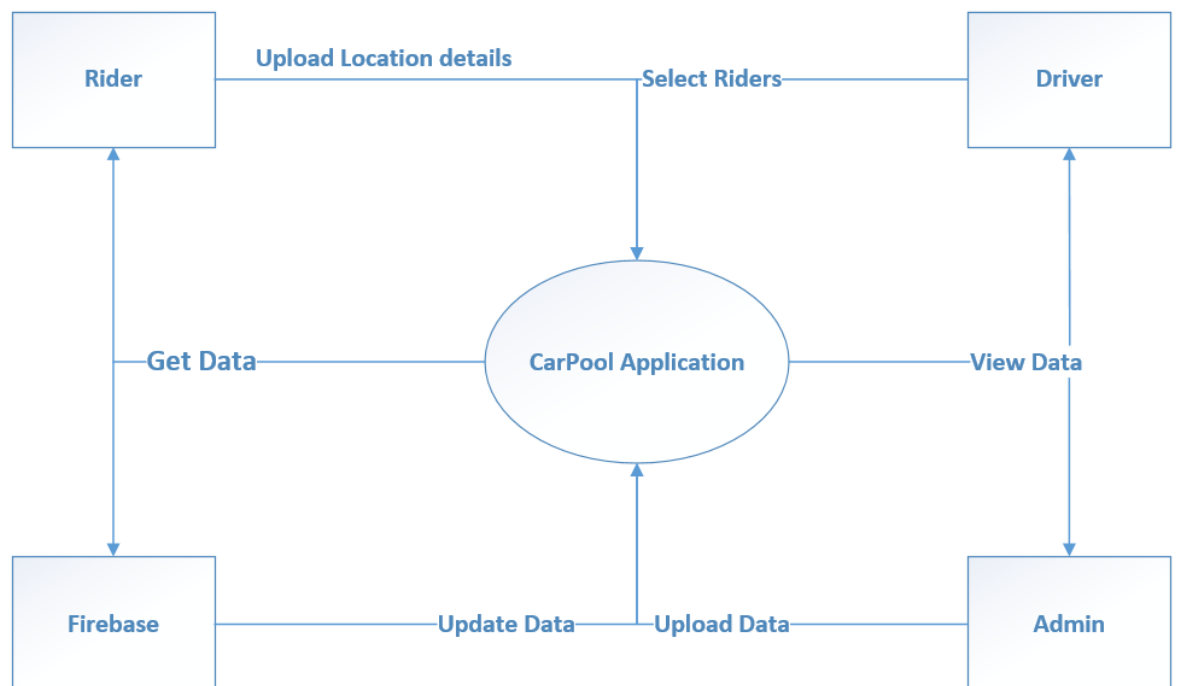 Upload Location details
Rider
Select Riders
Driver
Get Data
CarPool Application
View Data
Firebase
Update Data
Upload Data
Admin